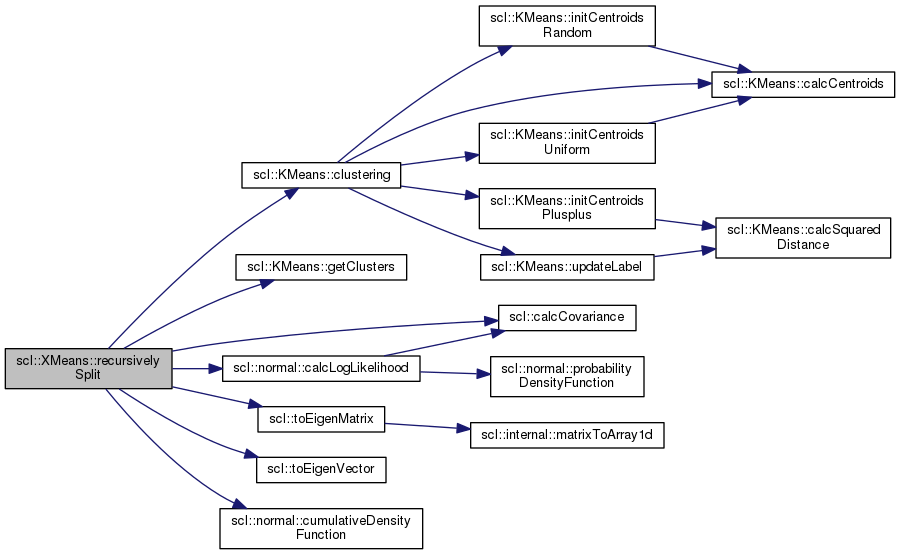 scl::KMeans::initCentroids
Random
scl::KMeans::calcCentroids
scl::KMeans::initCentroids
Uniform
scl::KMeans::clustering
scl::KMeans::initCentroids
Plusplus
scl::KMeans::calcSquared
Distance
scl::KMeans::updateLabel
scl::KMeans::getClusters
scl::calcCovariance
scl::XMeans::recursively
Split
scl::normal::calcLogLikelihood
scl::normal::probability
DensityFunction
scl::toEigenMatrix
scl::internal::matrixToArray1d
scl::toEigenVector
scl::normal::cumulativeDensity
Function